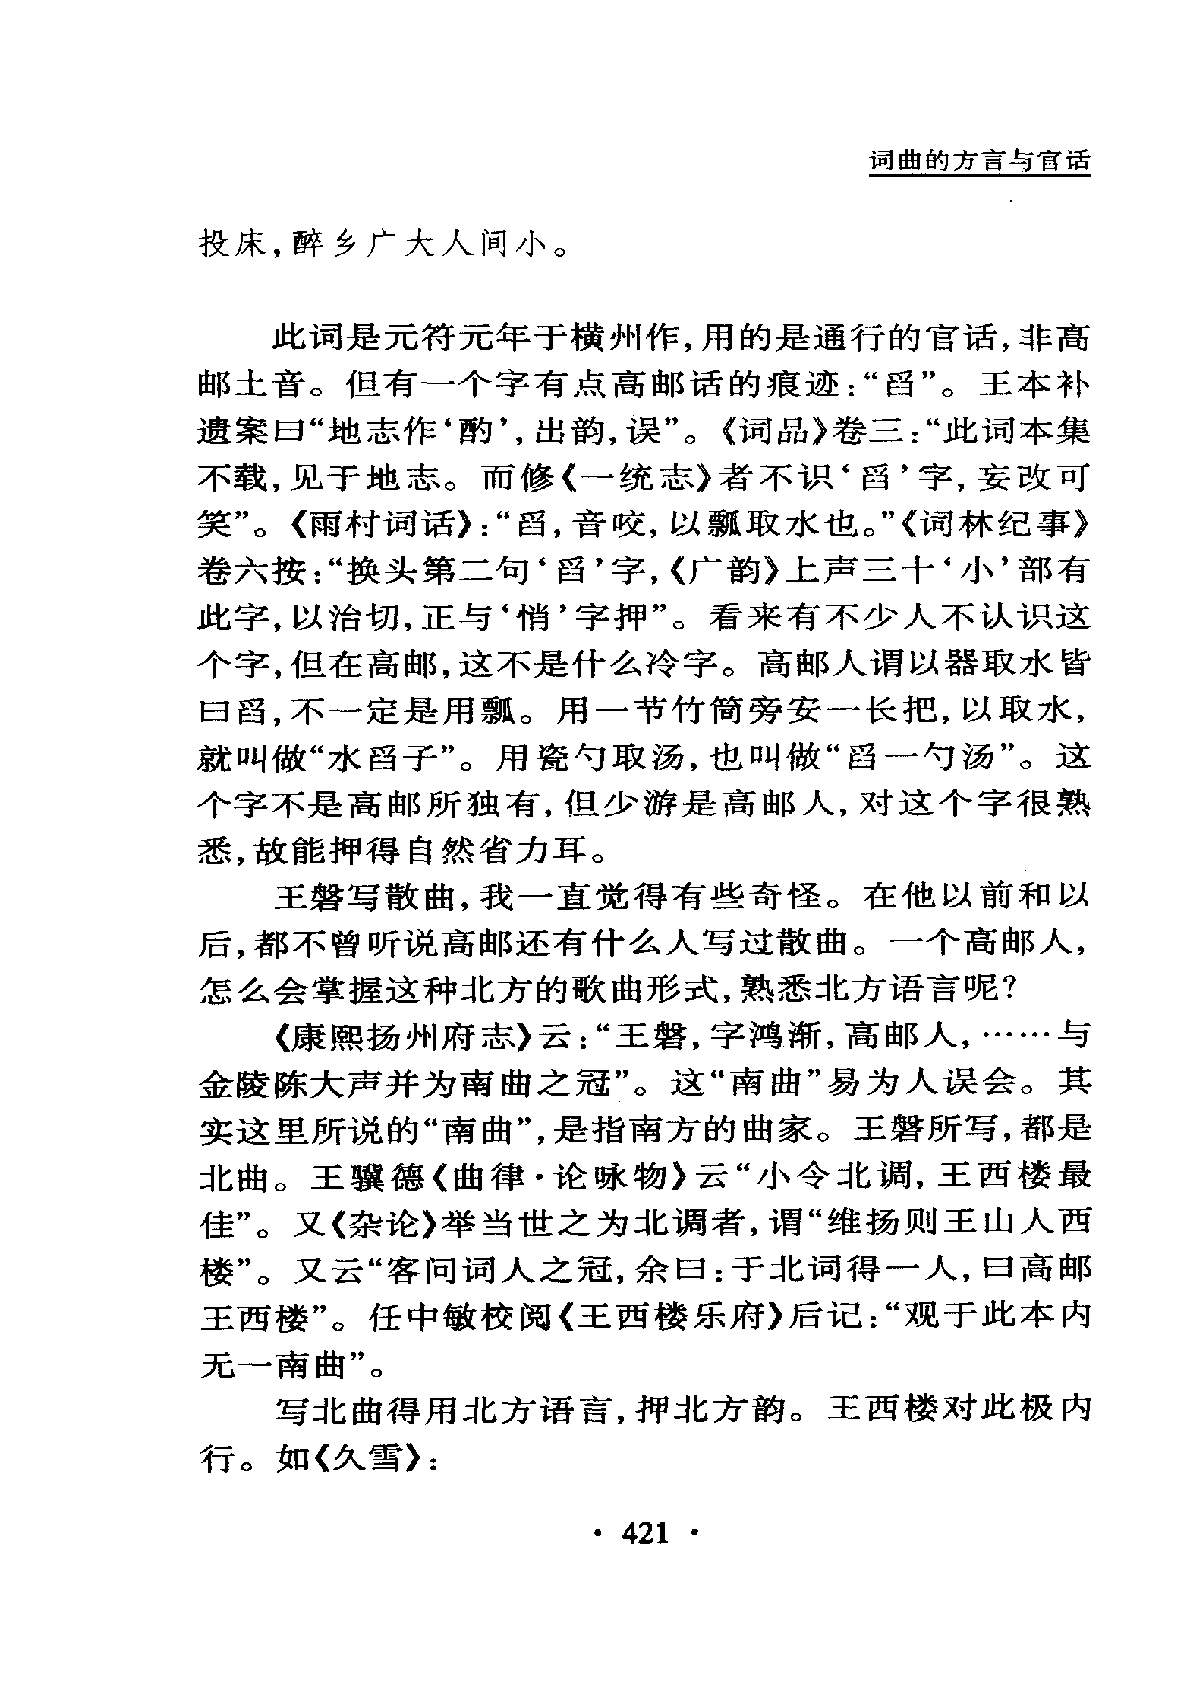 词曲的方言与官话
投床，醉乡广大人间小。
此词是元符元年于横州作，用的是通行的官话，非高
邮土音。但有一个字有点高邮话的痕迹：“舀”。王本补
遗案曰“地志作‘酌’，出韵，误”。《词品》卷三：“此词本集
不载，见于地志。而修《一统志》者不识‘舀’字，妄改可
笑”。《雨村词话》：“舀，音咬，以瓢取水也。”《词林纪事》
卷六按：“换头第二句‘舀’字，《广韵》上声三十‘小’部有
此字，以治切，正与‘悄’字押”。看来有不少人不认识这
个字，但在高邮，这不是什么冷字。高邮人谓以器取水皆
曰舀，不一定是用瓢。用一节竹筒旁安一长把，以取水，
就叫做“水舀子”。用瓷勺取汤，也叫做“舀一勺汤”。这
个字不是高邮所独有，但少游是高邮人，对这个字很熟
悉，故能押得自然省力耳。
王磐写散曲，我一直觉得有些奇怪。在他以前和以
后，都不曾听说高邮还有什么人写过散曲。一个高邮人，
怎么会掌握这种北方的歌曲形式，熟悉北方语言呢？
《康熙扬州府志》云：“王磐，字鸿渐，高邮人，……与
金陵陈大声并为南曲之冠”。这“南曲”易为人误会。其
实这里所说的“南曲”，是指南方的曲家。王磐所写，都是
北曲。王骥德《曲律·论咏物》云“小令北调，王西楼最
佳”。又《杂论》举当世之为北调者，谓“维扬则王山人西
楼”。又云“客问词人之冠，余曰：于北词得一人，曰高邮
王西楼”。任中敏校阅《王西楼乐府》后记：“观于此本内
无一南曲”。
写北曲得用北方语言，押北方韵。王西楼对此极内
行。如《久雪》：
· 421 ·